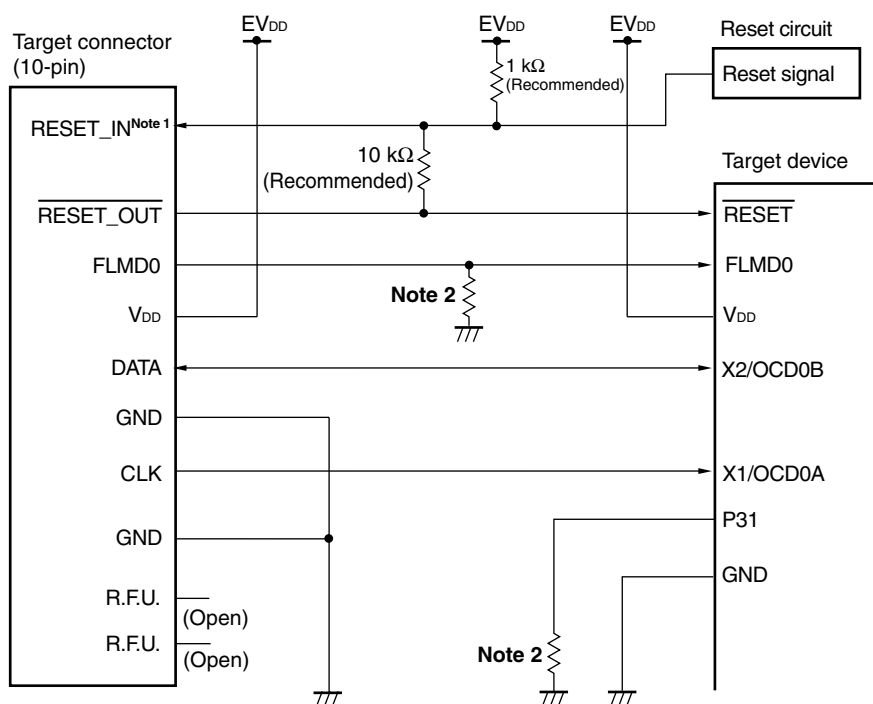 EVDD
EVDD
EVDD
Target connector
(10-pin)
Reset circuit
Reset signal
1 kΩ
(Recommended)
RESET_INNote 1
10 kΩ
(Recommended)
Target device
RESET_OUT
RESET
FLMD0
FLMD0
Note 2
VDD
VDD
DATA
X2/OCD0B
GND
CLK
X1/OCD0A
P31
GND
GND
R.F.U.
(Open)
R.F.U.
(Open)
Note 2